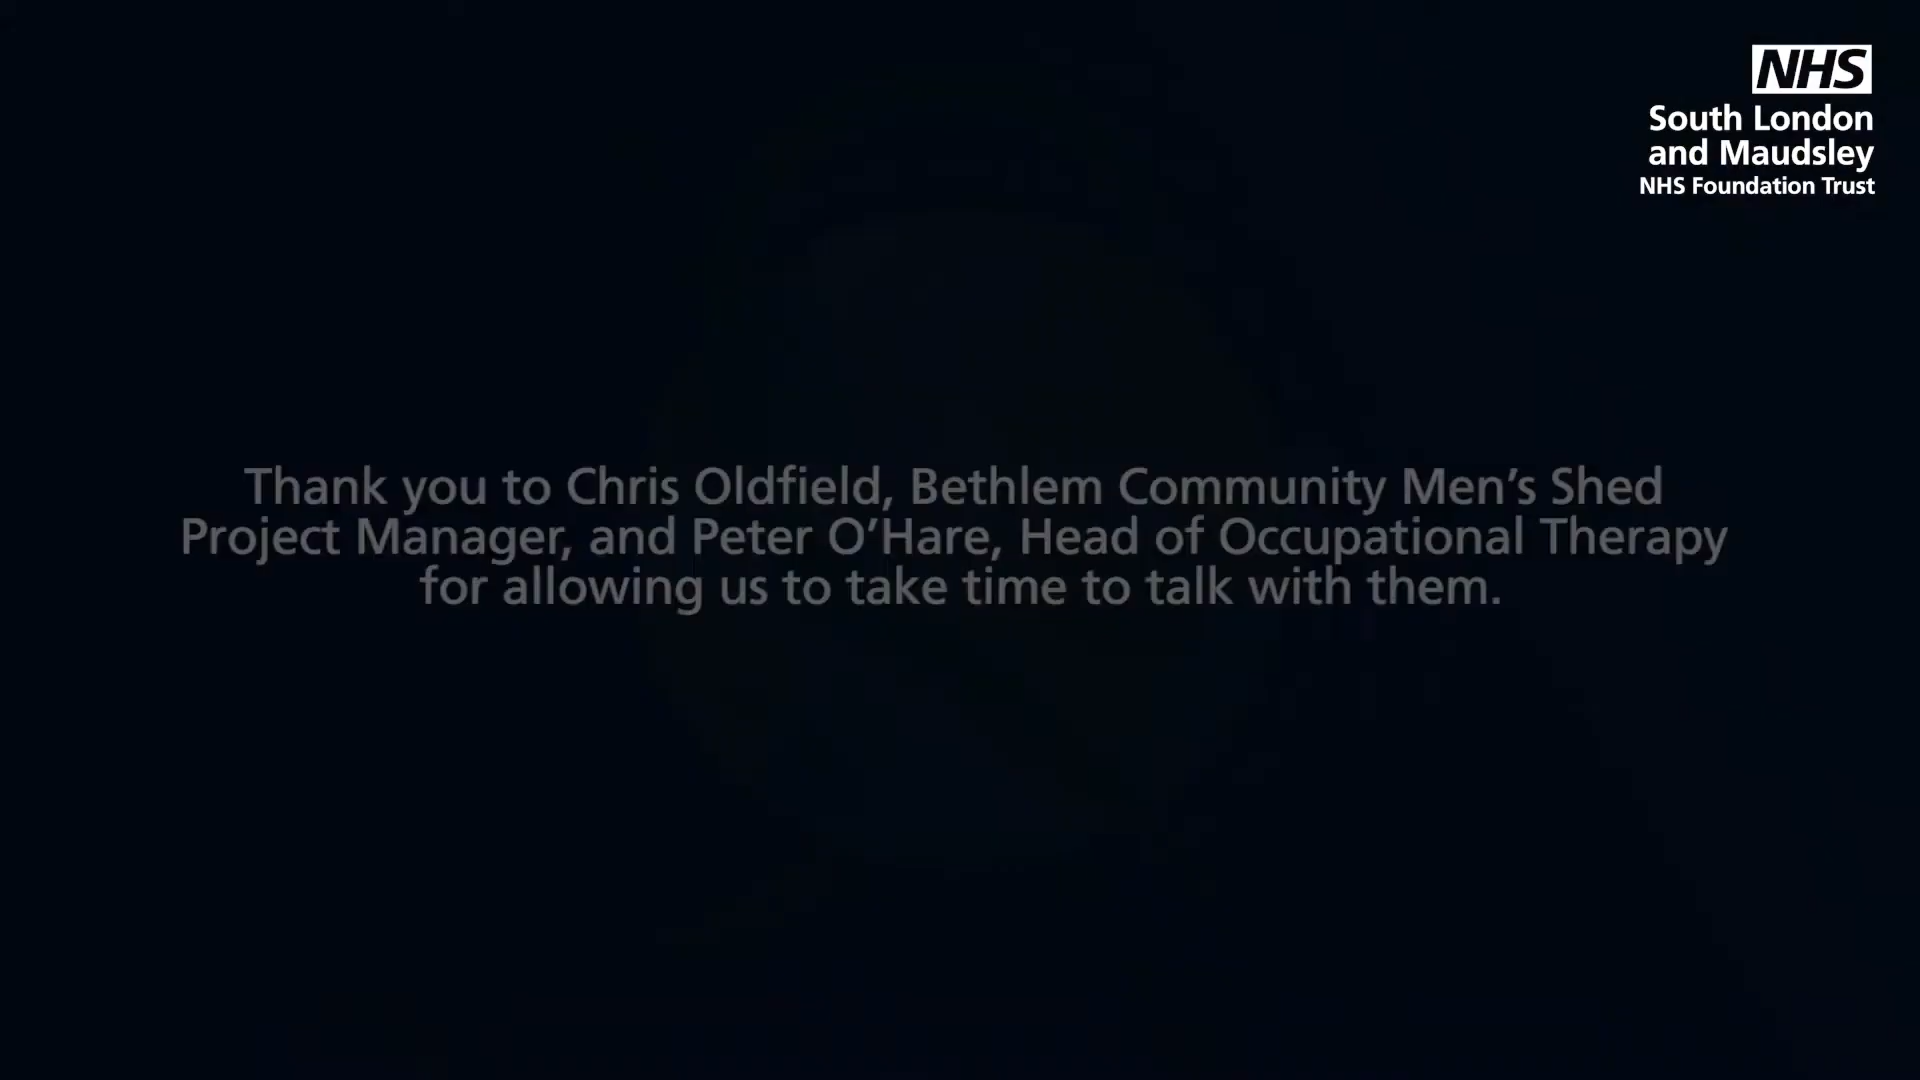 NHS
South London
and Maudsley
NHS Foundation Trust
Thank you to Chris Oldfield, Bethlem Community Men’s Shed
Project Manager, and Peter O’Hare, Head of Occupational Therapy
for allowing us to take time to talk with them.